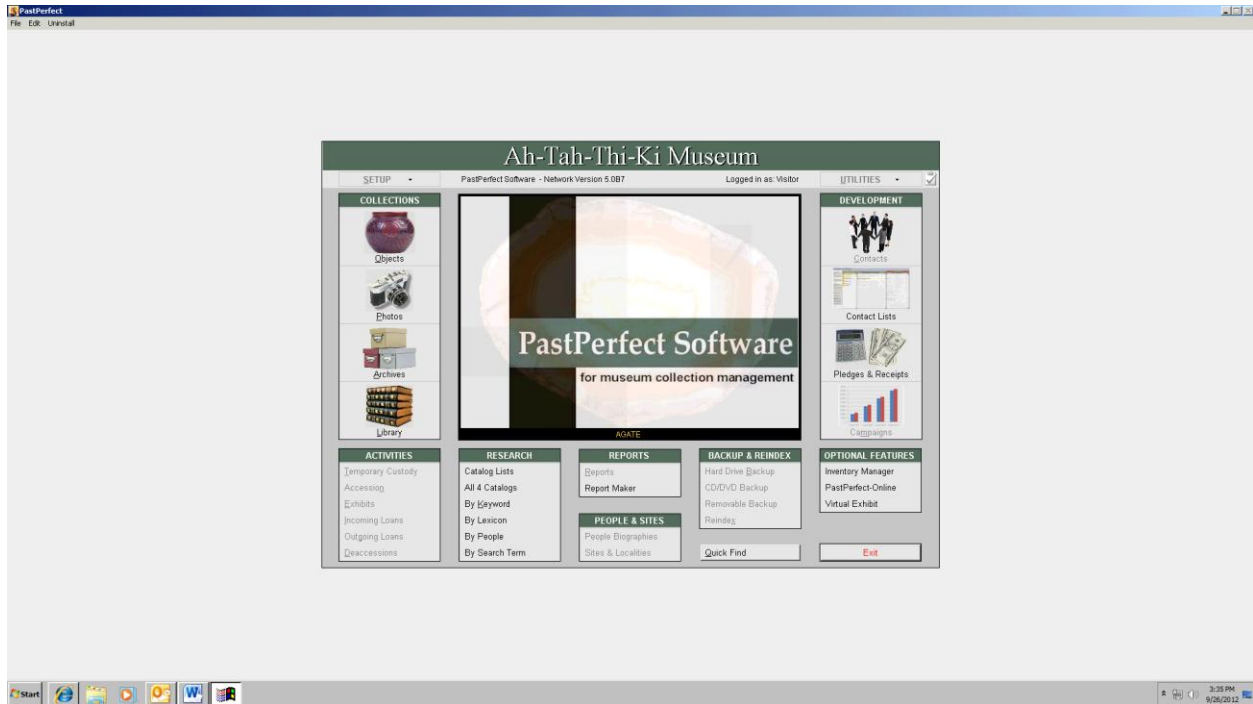 PastPerfect
File Edit Uninstall
Ah-Tah-Thi-Ki Museum
SETUP
PastPerfect Software - Network Version 5.0B7
Logged in as: Visitor
UTILITIES
COLLECTIONS
Objects
Photos
Archives
Library
PastPerfect Software
for museum collection management
AGATE
DEVELOPMENT
Contacts
Contact Lists
Pledges & Receipts
Campaigns
ACTIVITIES
Temporary Custody
Accession
Exhibits
Incoming Loans
Outgoing Loans
Deaccessions
RESEARCH
Catalog Lists
All 4 Catalogs
By Keyword
By Lexicon
By People
By Search Term
REPORTS
Reports
Report Maker
PEOPLE & SITES
People Biographies
Sites & Localities
BACKUP & REINDEX
Hard Drive Backup
CD/DVD Backup
Removable Backup
Reindex
Quick Find
OPTIONAL FEATURES
Inventory Manager
PastPerfect-Online
Virtual Exhibit
Exit
Start
3:35 PM
9/26/2012